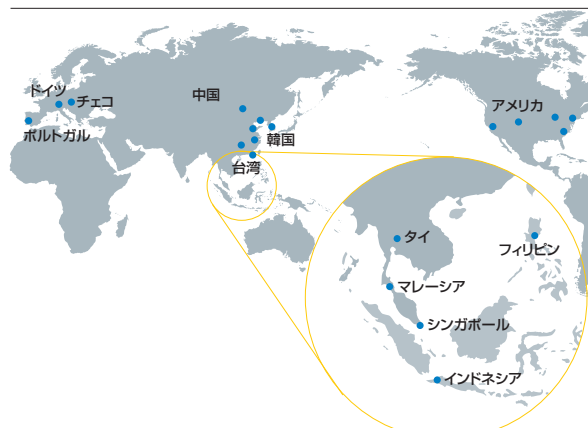 ドイツ
チェコ
ポルトガル
中国
韓国
台湾
アメリカ
タイ
フィリピン
マレーシア
シンガポール
インドネシア